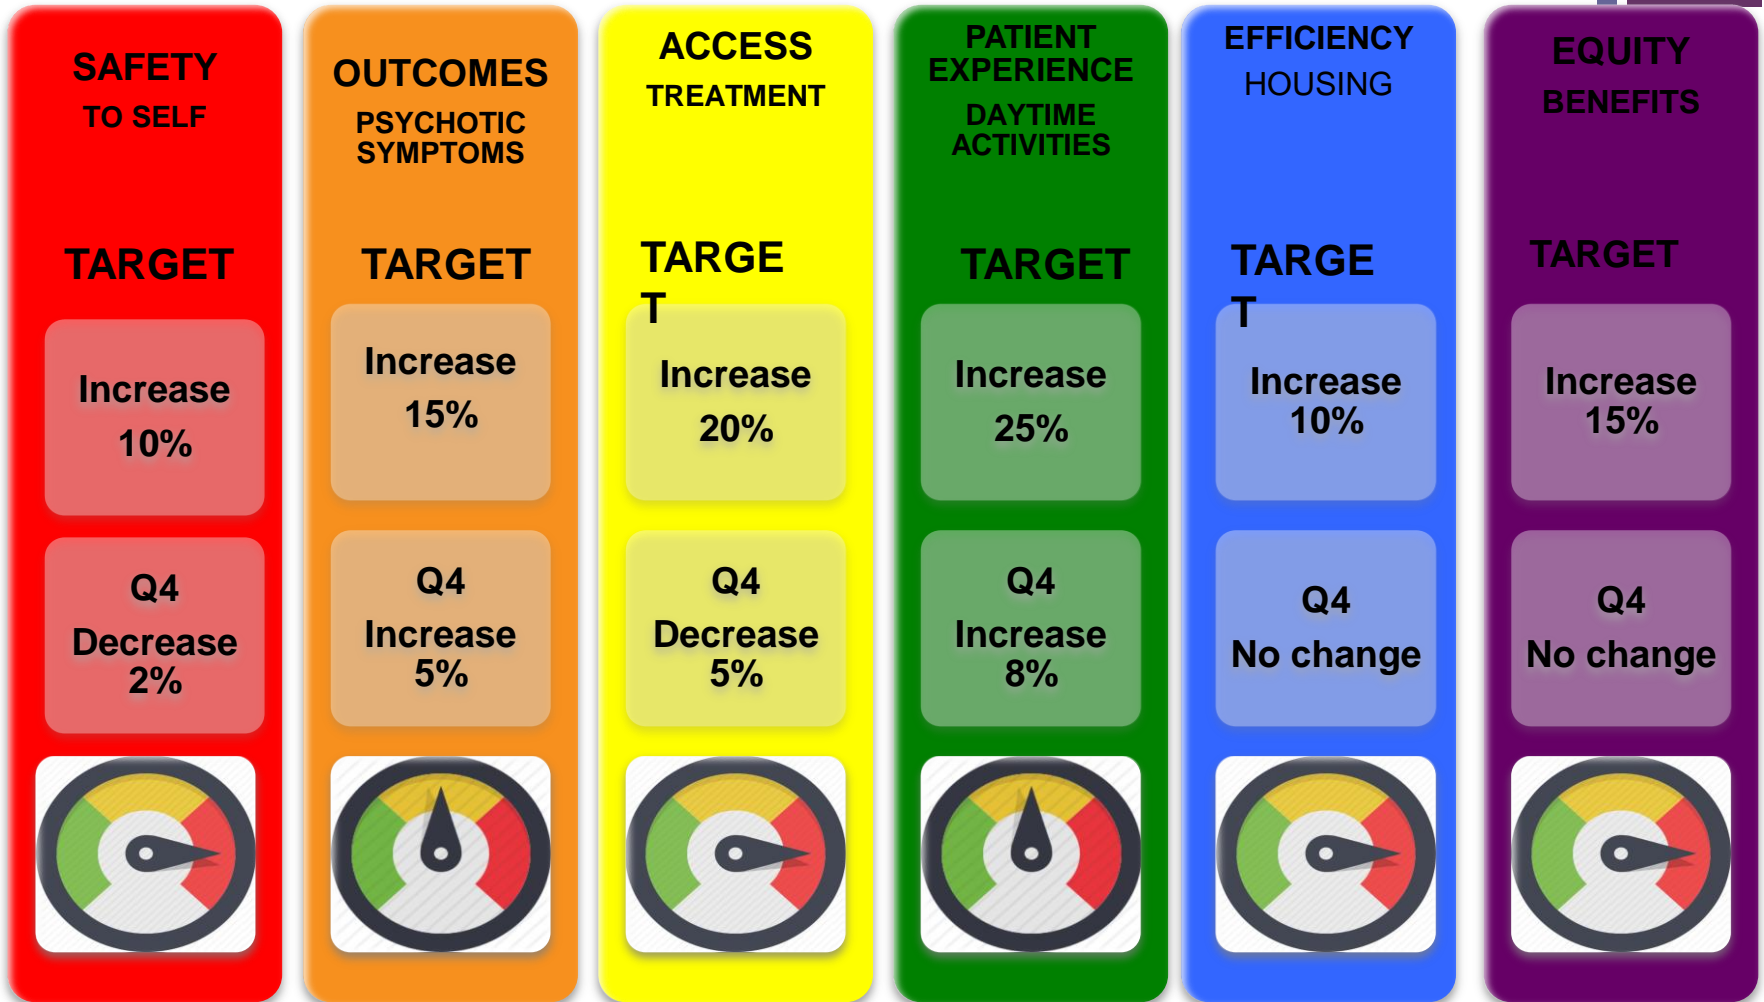 SAFETY
TO SELF
TARGET
Increase
10%
Q4
Decrease
2%
OUTCOMES
PSYCHOTIC
SYMPTOMS
TARGET
Increase
15%
Q4
Increase
5%
ACCESS
TREATMENT
TARGE
T
Increase
20%
Q4
Decrease
5%
PATIENT
EXPERIENCE
DAYTIME
ACTIVITIES
TARGET
Increase
25%
Q4
Increase
8%
EFFICIENCY
HOUSING
TARGE
T
Increase
10%
Q4
No change
EQUITY
BENEFITS
TARGET
Increase
15%
Q4
No change